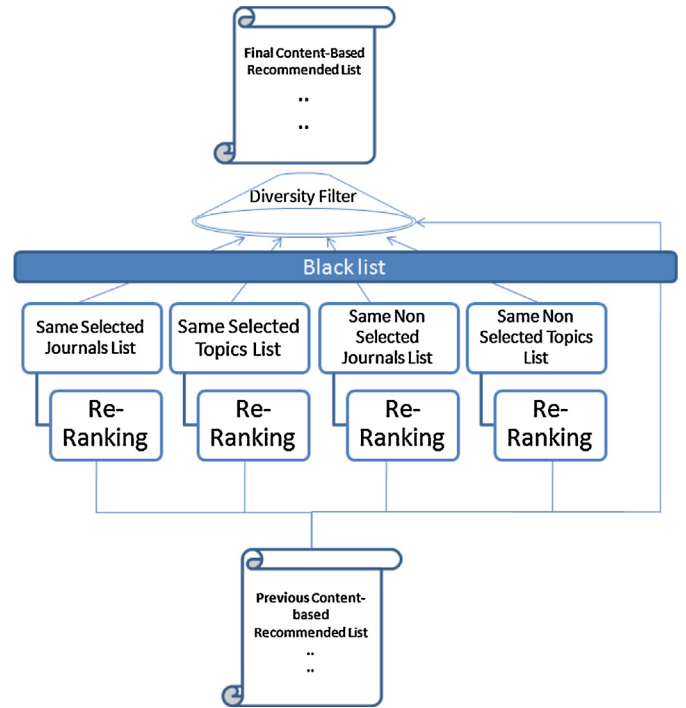 Final Content-Based
Recommended List
..
..
Diversity Filter
Black list
Same Selected
Journals List
Same Selected
Topics List
Same Non
Selected
Journals List
Same Non
Selected Topics
List
Re-
Ranking
Re-
Ranking
Re-
Ranking
Re-
Ranking
Previous Content-
based
Recommended List
..
..